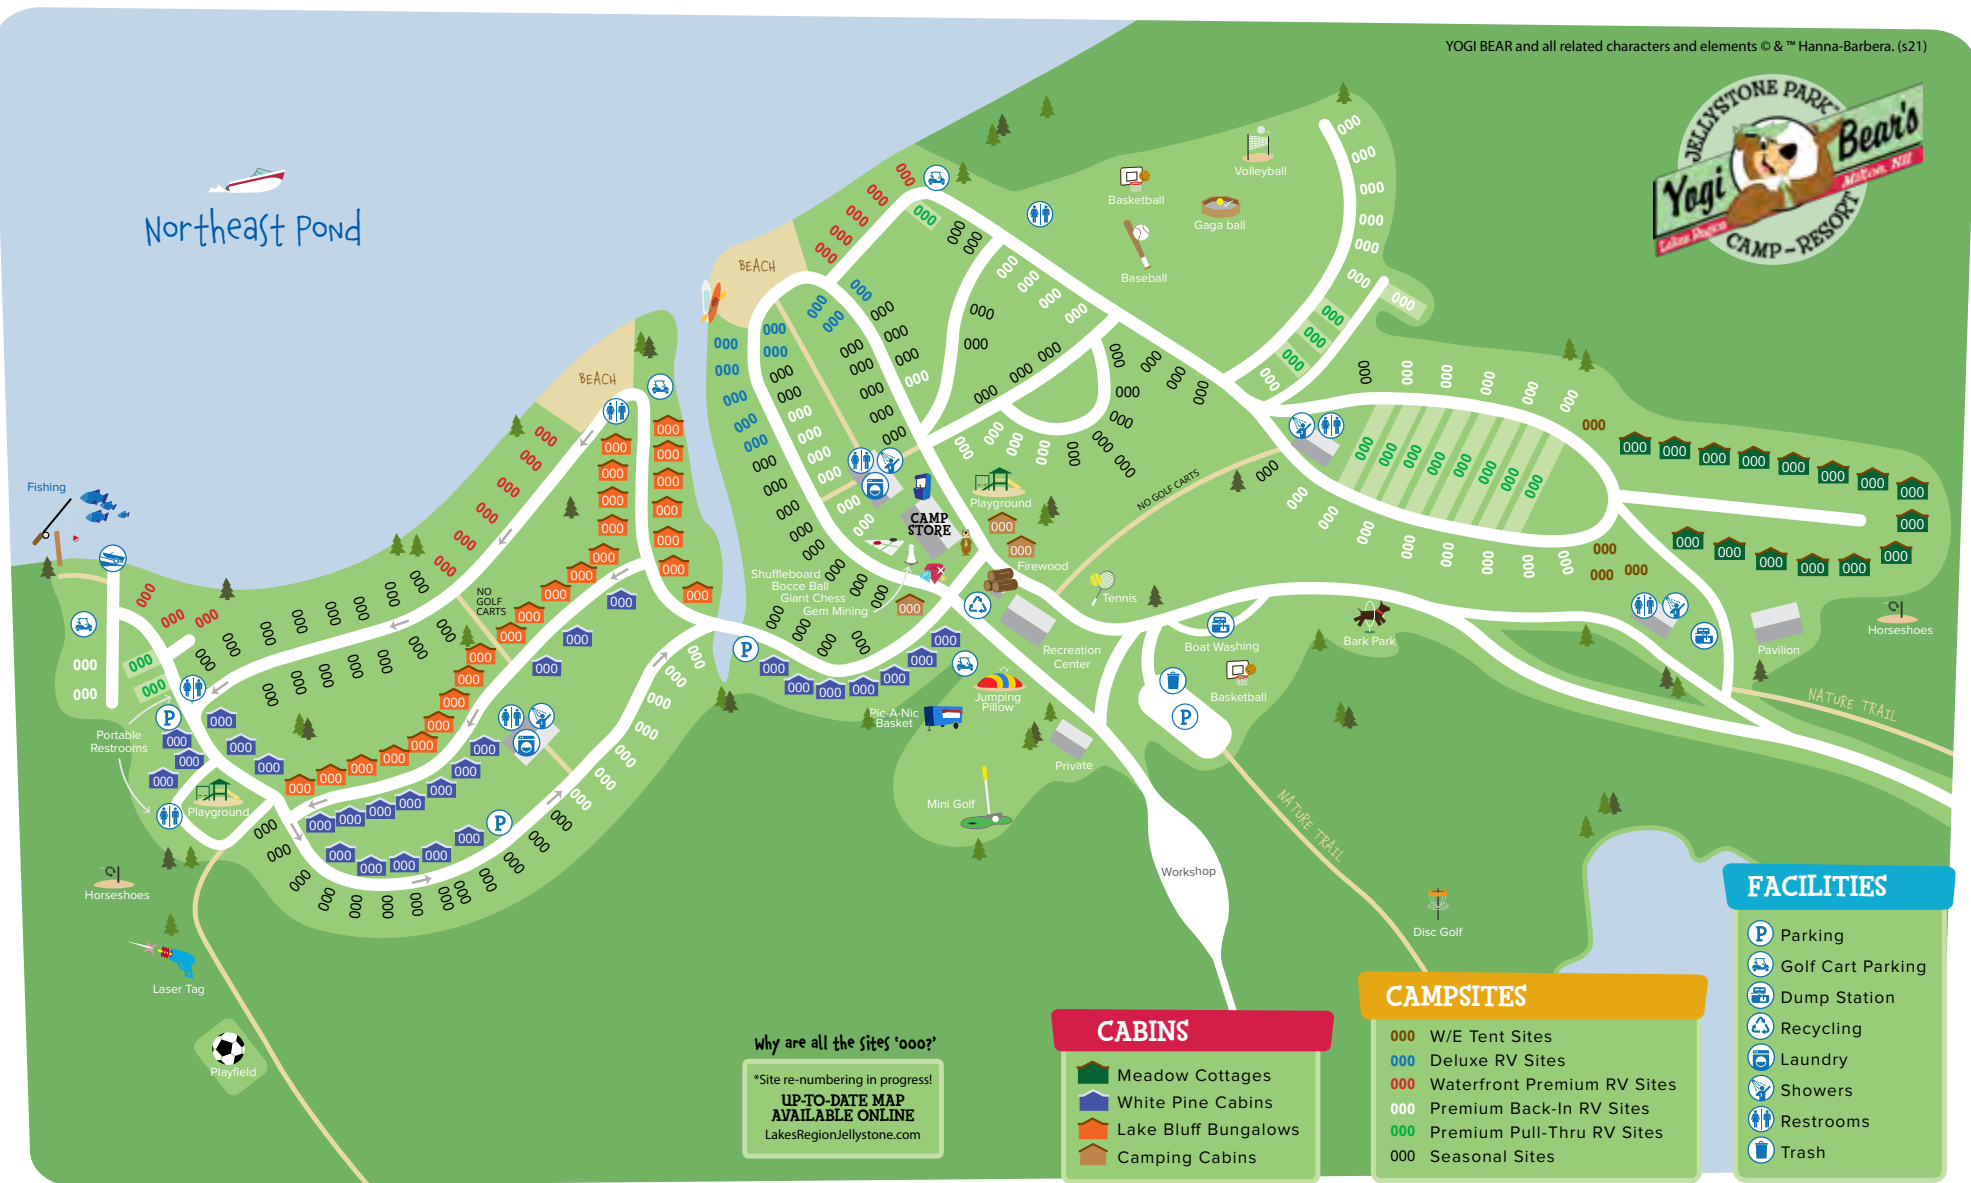 YOGI BEAR and all related characters and elements © & ™ Hanna-Barbera. (s21)
JELLYSTONE PARK™
Yogi Bear's
Lakes Region
Milton, NH
CAMP-RESORT
Northeast Pond
Volleyball
Basketball
Gaga ball
Baseball
BEACH
BEACH
Fishing
NO GOLF CARTS
Playground
CAMP
STORE
Firewood
Shuffleboard
Bocce Ball
Giant Chess
Gem Mining
Tennis
NO
GOLF
CARTS
Recreation
Center
Boat Washing
Bark Park
Horseshoes
Pavilion
NATURE TRAIL
Basketball
Jumping
Pillow
Pic-A-Nic
Basket
Portable
Restrooms
Private
Playground
Mini Golf
NATURE TRAIL
Workshop
Horseshoes
Disc Golf
Laser Tag
Playfield
Why are all the sites '000?'
*Site re-numbering in progress!
UP-TO-DATE MAP
AVAILABLE ONLINE
LakesRegionJellystone.com
CABINS
Meadow Cottages
White Pine Cabins
Lake Bluff Bungalows
Camping Cabins
CAMPSITES
000 W/E Tent Sites
000 Deluxe RV Sites
000 Waterfront Premium RV Sites
000 Premium Back-In RV Sites
000 Premium Pull-Thru RV Sites
000 Seasonal Sites
FACILITIES
P Parking
Golf Cart Parking
Dump Station
Recycling
Laundry
Showers
Restrooms
Trash